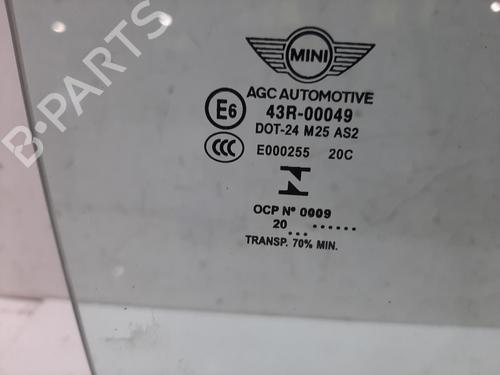 MINI
AGC AUTOMOTIVE
E6
43R-00049
DOT-24 M25 AS2
CCC
E000255 20C
OCP Nº 0009
20... ......
TRANSP. 70% MIN.
B-PARTS